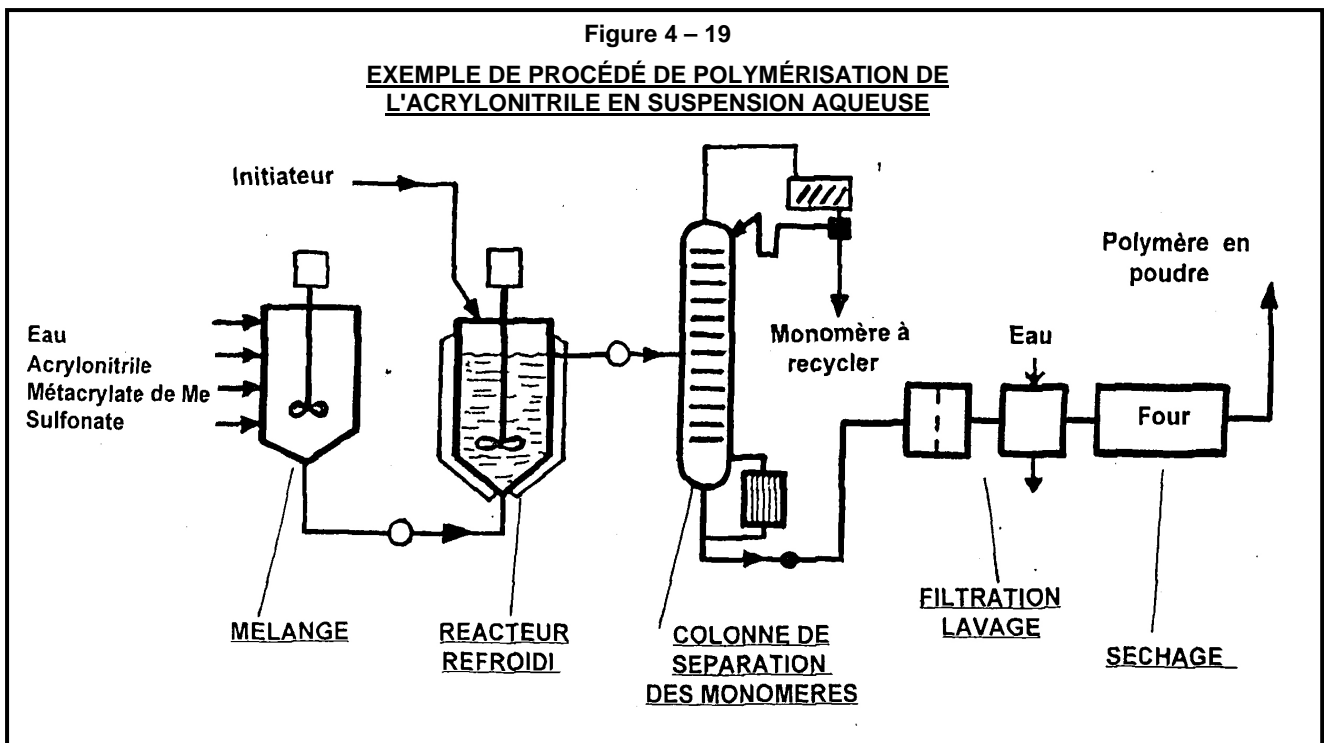 Figure 4 – 19
EXEMPLE DE PROCÉDÉ DE POLYMÉRISATION DE
L'ACRYLONITRILE EN SUSPENSION AQUEUSE
Initiateur
Eau
Acrylonitrile
Métacrylate de Me
Sulfonate
Monomère à
recycler
Eau
Polymère en
poudre
Four
MELANGE
REACTEUR
REFROIDI
COLONNE DE
SEPARATION
DES MONOMERES
FILTRATION
LAVAGE
SECHAGE